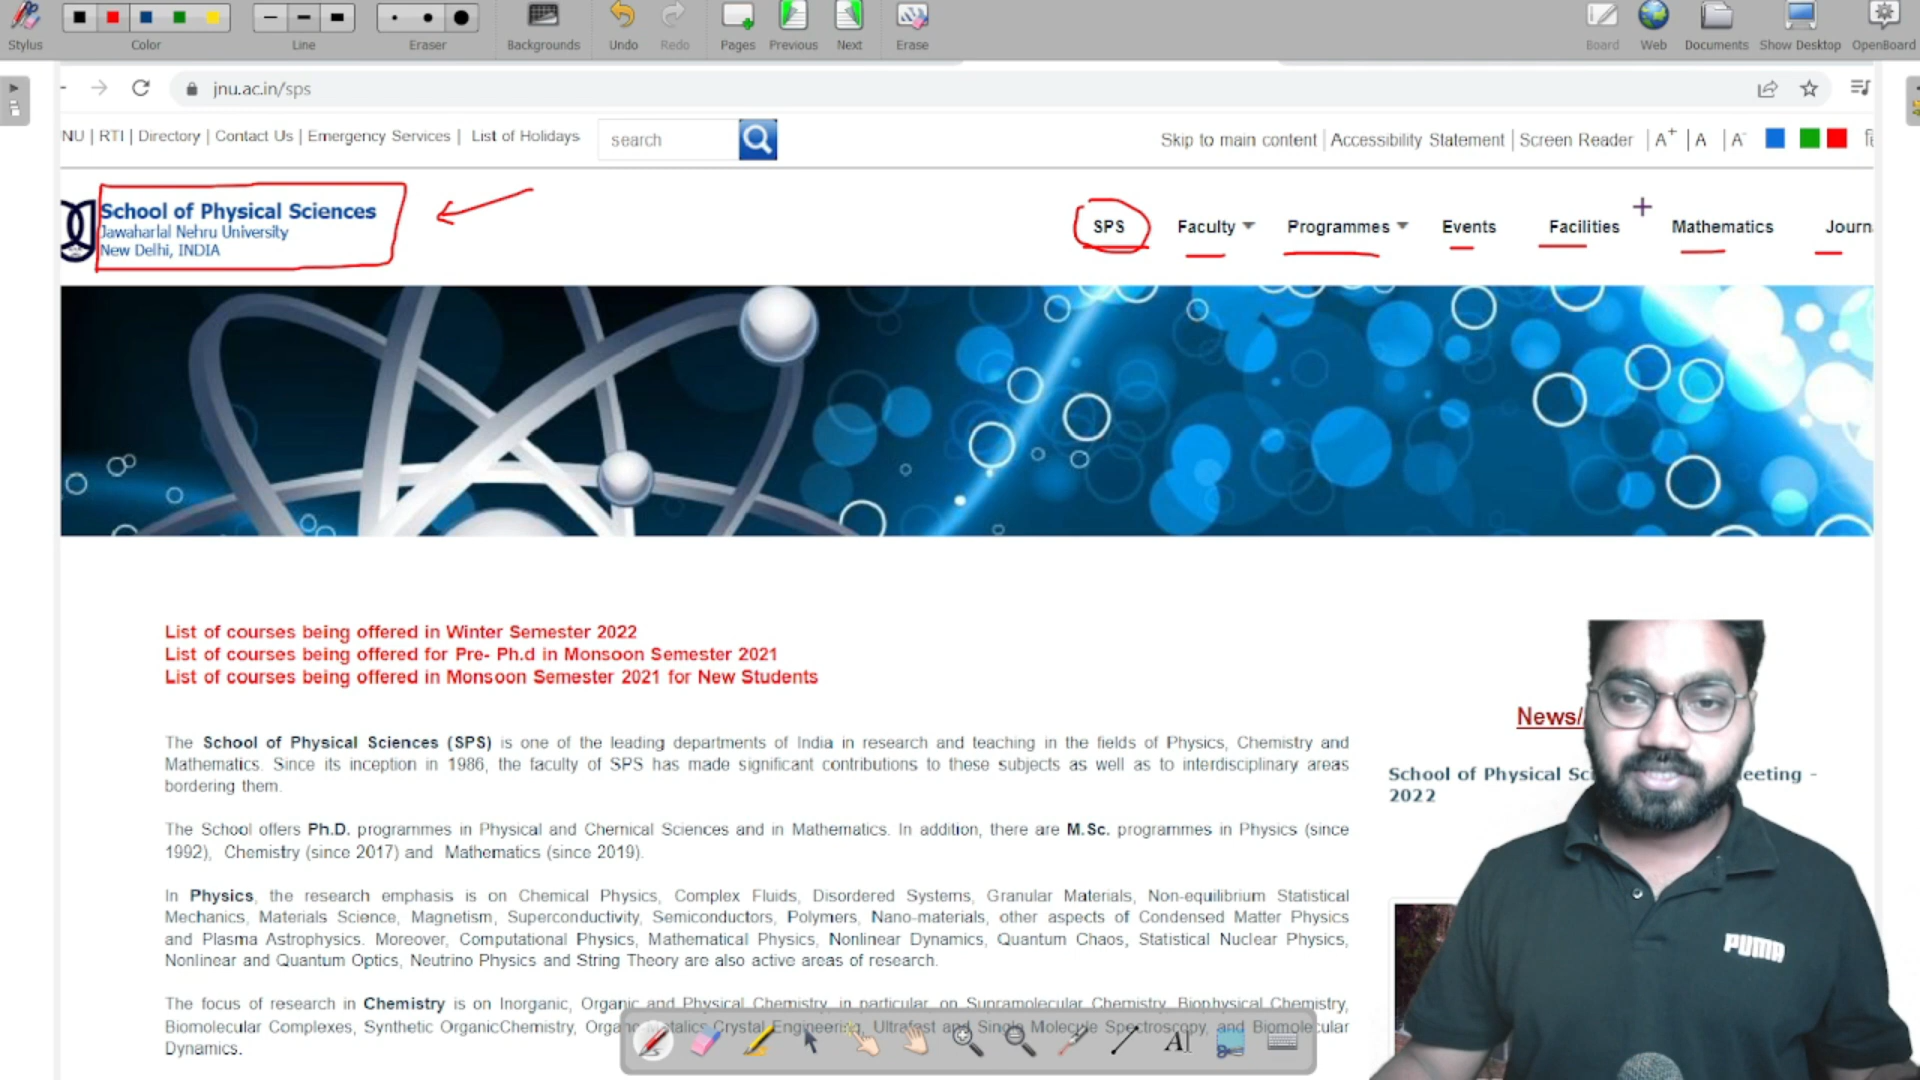 Stylus
Color
Line
Eraser
Backgrounds
Undo
Redo
Pages
Previous
Next
Erase
Board
Web
Documents
Show Desktop
OpenBoard
jnu.ac.in/sps
NU | RTI | Directory | Contact Us | Emergency Services | List of Holidays
search
Skip to main content | Accessibility Statement | Screen Reader | A+ | A | A-
School of Physical Sciences
Jawaharlal Nehru University
New Delhi, INDIA
SPS
Faculty
Programmes
Events
Facilities
Mathematics
Journ
List of courses being offered in Winter Semester 2022
List of courses being offered for Pre- Ph.d in Monsoon Semester 2021
List of courses being offered in Monsoon Semester 2021 for New Students
The School of Physical Sciences (SPS) is one of the leading departments of India in research and teaching in the fields of Physics, Chemistry and
Mathematics. Since its inception in 1986, the faculty of SPS has made significant contributions to these subjects as well as to interdisciplinary areas
bordering them.
The School offers Ph.D. programmes in Physical and Chemical Sciences and in Mathematics. In addition, there are M.Sc. programmes in Physics (since
1992), Chemistry (since 2017) and Mathematics (since 2019).
In Physics, the research emphasis is on Chemical Physics, Complex Fluids, Disordered Systems, Granular Materials, Non-equilibrium Statistical
Mechanics, Materials Science, Magnetism, Superconductivity, Semiconductors, Polymers, Nano-materials, other aspects of Condensed Matter Physics
and Plasma Astrophysics. Moreover, Computational Physics, Mathematical Physics, Nonlinear Dynamics, Quantum Chaos, Statistical Nuclear Physics,
Nonlinear and Quantum Optics, Neutrino Physics and String Theory are also active areas of research.
The focus of research in Chemistry is on Inorganic, Organic and Physical Chemistry, in particular, on Supramolecular Chemistry, Biophysical Chemistry,
Biomolecular Complexes, Synthetic OrganicChemistry, Crystal Engineering, Ultrafast and Single Molecule Spectroscopy, and Biomolecular
Dynamics.
News/
School of Physical Sc eeting -
2022
PUMA